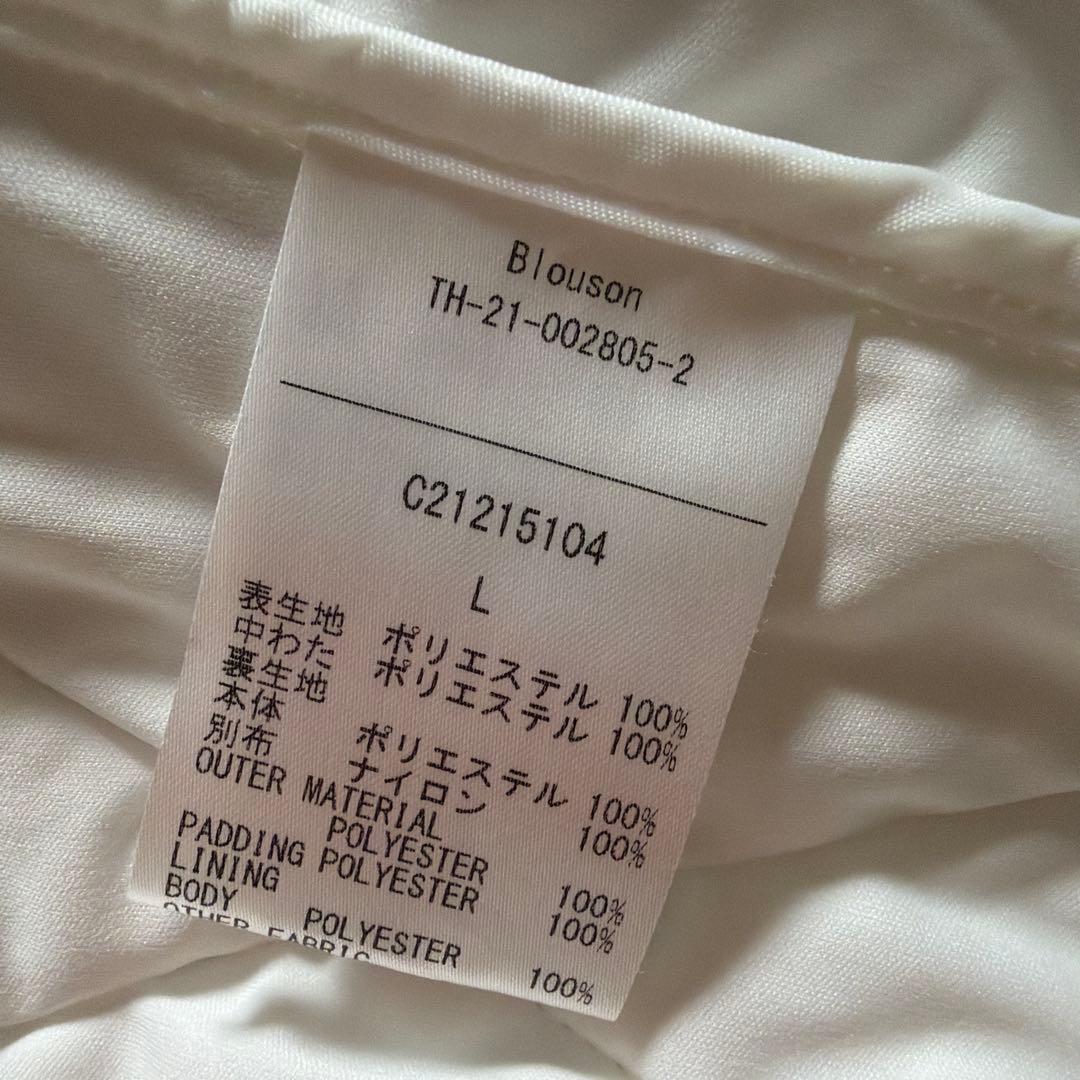 Blouson
TH-21-002805-2
C21215104
L
表生地 ポリエステル 100%
中わた ポリエステル 100%
裏生地
本体 ポリエステル 100%
別布 ナイロン 100%
OUTER MATERIAL
POLYESTER 100%
PADDING POLYESTER 100%
LINING
BODY POLYESTER 100%
OTHER FABRIC